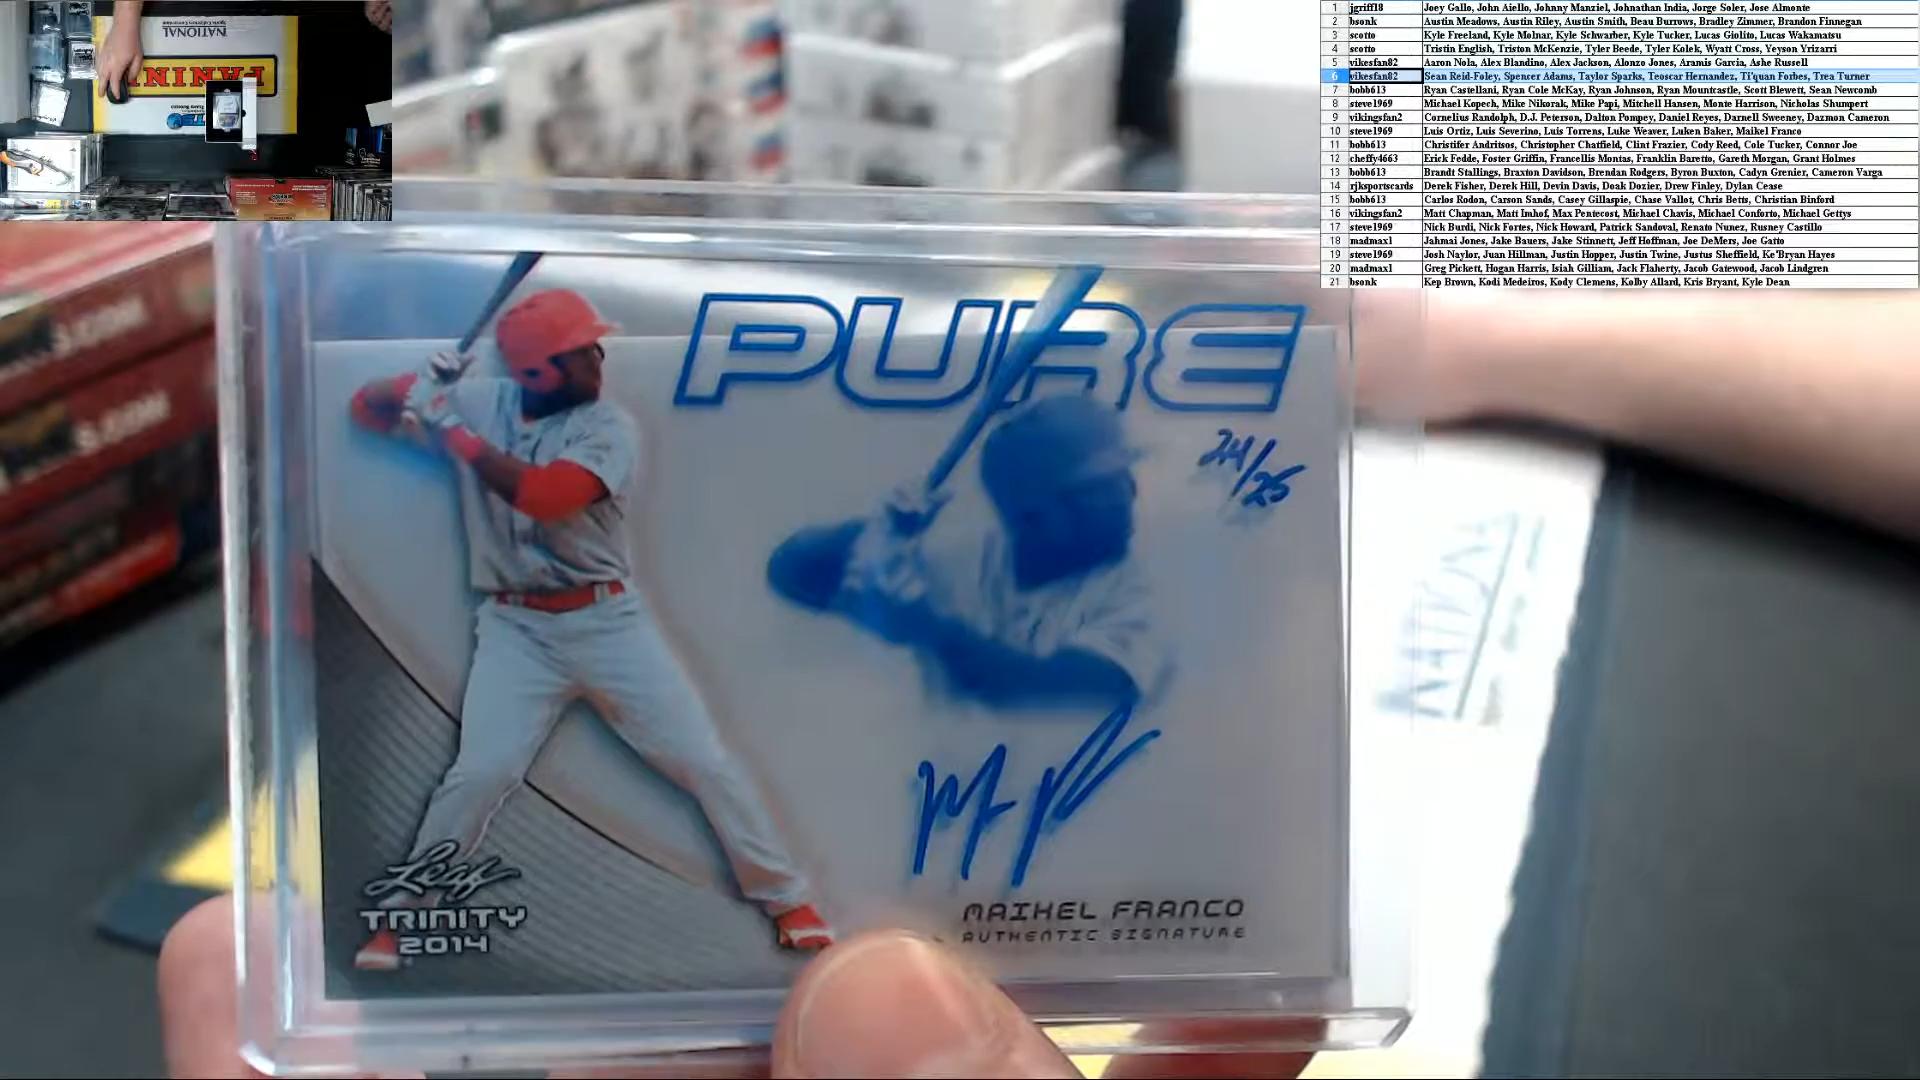 NATIONAL
PANINI
1 jgriff18 Joey Gallo, John Aiello, Johnny Manziel, Johnathan India, Jorge Soler, Jose Almonte
2 bsonk Austin Meadows, Austin Riley, Austin Smith, Beau Burrows, Bradley Zimmer, Brandon Finnegan
3 scotto Kyle Freeland, Kyle Molnar, Kyle Schwarber, Kyle Tucker, Lucas Giolito, Lucas Wakamatsu
4 scotto Tristin English, Triston McKenzie, Tyler Beede, Tyler Kolek, Wyatt Cross, Yeyson Yrizarri
5 vikesfan82 Aaron Nola, Alex Blandino, Alex Jackson, Alonzo Jones, Aramis Garcia, Ashe Russell
6 vikesfan82 Sean Reid-Foley, Spencer Adams, Taylor Sparks, Teoscar Hernandez, Ti'quan Forbes, Trea Turner
7 bobb613 Ryan Castellani, Ryan Cole McKay, Ryan Johnson, Ryan Mountcastle, Scott Blewett, Sean Newcomb
8 steve1969 Michael Kopech, Mike Nikorak, Mike Papi, Mitchell Hansen, Monte Harrison, Nicholas Shumpert
9 vikingsfan2 Cornelius Randolph, D.J. Peterson, Dalton Pompey, Daniel Reyes, Darnell Sweeney, Dazmon Cameron
10 steve1969 Luis Ortiz, Luis Severino, Luis Torrens, Luke Weaver, Luken Baker, Maikel Franco
11 bobb613 Christifer Andritsos, Christopher Chatfield, Clint Frazier, Cody Reed, Cole Tucker, Connor Joe
12 cheffy4663 Erick Fedde, Foster Griffin, Francellis Montas, Franklin Baretto, Gareth Morgan, Grant Holmes
13 bobb613 Brandt Stallings, Braxton Davidson, Brendan Rodgers, Byron Buxton, Cadyn Grenier, Cameron Varga
14 rjksportscards Derek Fisher, Derek Hill, Devin Davis, Doak Dozier, Drew Finley, Dylan Cease
15 bobb613 Carlos Rodon, Carson Sands, Casey Gillaspie, Chase Vallot, Chris Betts, Christian Binford
16 vikingsfan2 Matt Chapman, Matt Imhof, Max Pentecost, Michael Chavis, Michael Conforto, Michael Gettys
17 steve1969 Nick Burdi, Nick Fortes, Nick Howard, Patrick Sandoval, Renato Nunez, Rusney Castillo
18 madmax1 Jahmai Jones, Jake Bauers, Jake Stinnett, Jeff Hoffman, Joe DeMers, Joe Gatto
19 steve1969 Josh Naylor, Juan Hillman, Justin Hopper, Justin Twine, Justus Sheffield, Ke'Bryan Hayes
20 madmax1 Greg Pickett, Hogan Harris, Isiah Gilliam, Jack Flaherty, Jacob Gatewood, Jacob Lindgren
21 bsonk Kep Brown, Kodi Medeiros, Kody Clemens, Kolby Allard, Kris Bryant, Kyle Dean
PURE
24/25
Leaf
TRINITY
2014
MAIKEL FRANCO
AUTHENTIC SIGNATURE